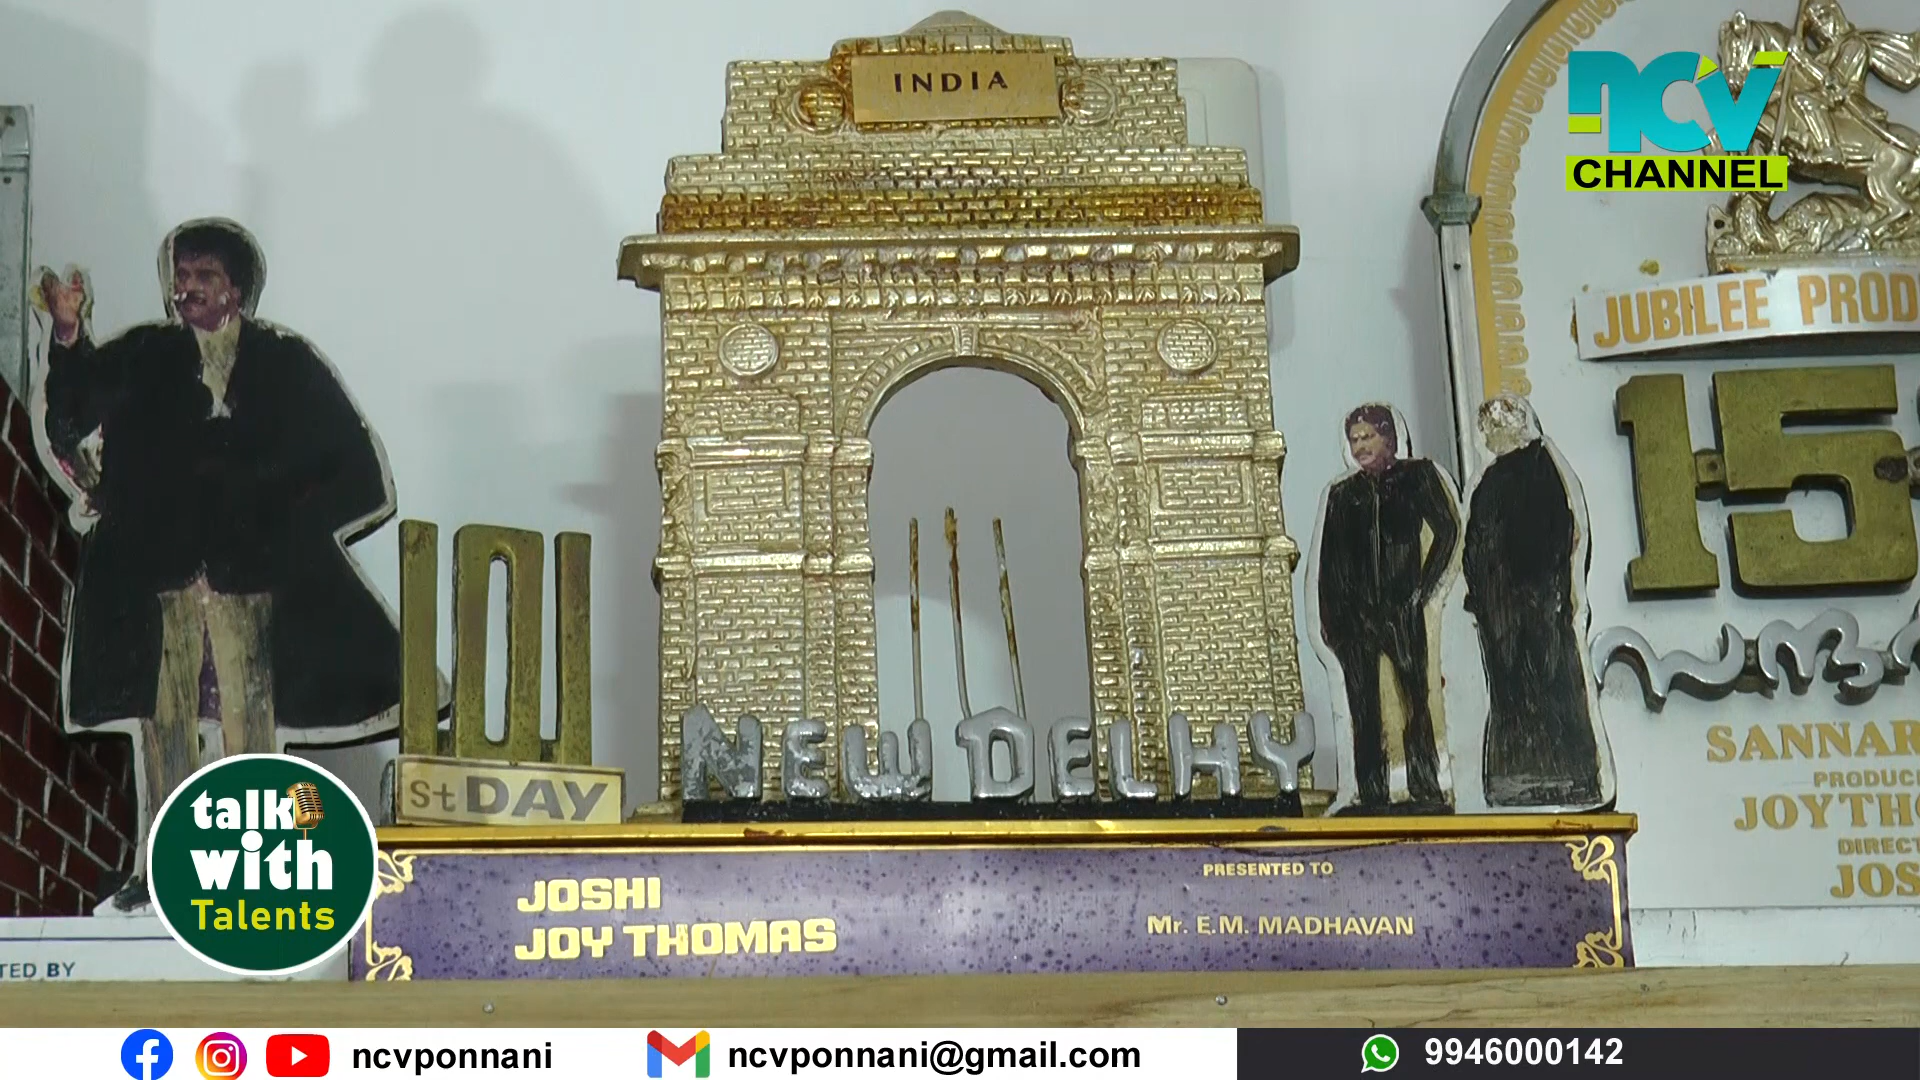 INDIA
NCV
CHANNEL
JUBILEE PROD
15
101
St DAY
NEW DELHY
SANNAR
PRODUC
JOY THO
DIRECT
JOS
talk
with
Talents
JOSHI
JOY THOMAS
PRESENTED TO
Mr. E.M. MADHAVAN
TED BY
ncvponnani
ncvponnani@gmail.com
9946000142